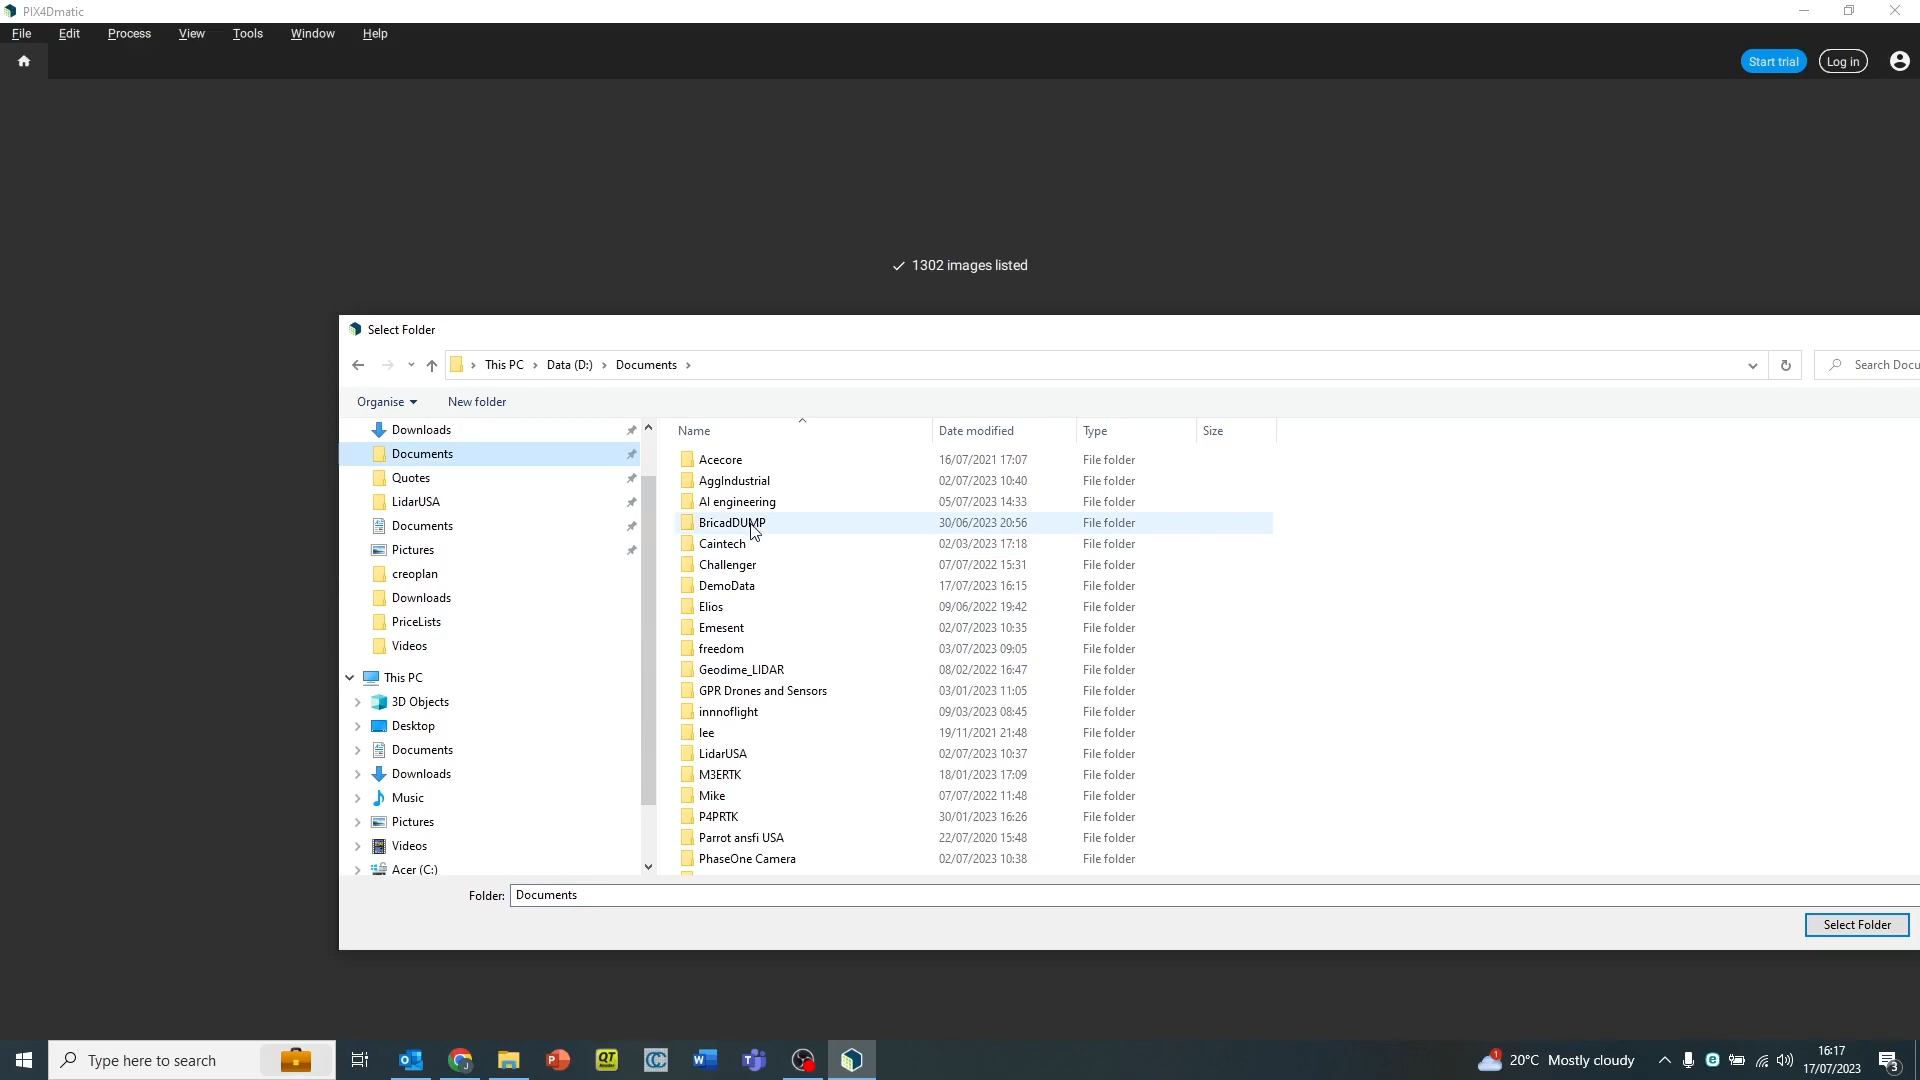 PIX4Dmatic
File Edit Process View Tools Window Help
Start trial Log in
1302 images listed
Select Folder
This PC Data (D:) Documents
Search Docu
Organise New folder
Downloads
Documents
Quotes
LidarUSA
Documents
Pictures
creoplan
Downloads
PriceLists
Videos
This PC
3D Objects
Desktop
Documents
Downloads
Music
Pictures
Videos
Acer (C:)
Name Date modified Type Size
Acecore 16/07/2021 17:07 File folder
AggIndustrial 02/07/2023 10:40 File folder
AI engineering 05/07/2023 14:33 File folder
BricadDUMP 30/06/2023 20:56 File folder
Caintech 02/03/2023 17:18 File folder
Challenger 07/07/2022 15:31 File folder
DemoData 17/07/2023 16:15 File folder
Elios 09/06/2022 19:42 File folder
Emesent 02/07/2023 10:35 File folder
freedom 03/07/2023 09:05 File folder
Geodime_LIDAR 08/02/2022 16:47 File folder
GPR Drones and Sensors 03/01/2023 11:05 File folder
innnoflight 09/03/2023 08:45 File folder
lee 19/11/2021 21:48 File folder
LidarUSA 02/07/2023 10:37 File folder
M3ERTK 18/01/2023 17:09 File folder
Mike 07/07/2022 11:48 File folder
P4PRTK 30/01/2023 16:26 File folder
Parrot ansfi USA 22/07/2020 15:48 File folder
PhaseOne Camera 02/07/2023 10:38 File folder
Folder: Documents
Select Folder
Type here to search
QT
1
20°C Mostly cloudy
16:17
17/07/2023
3